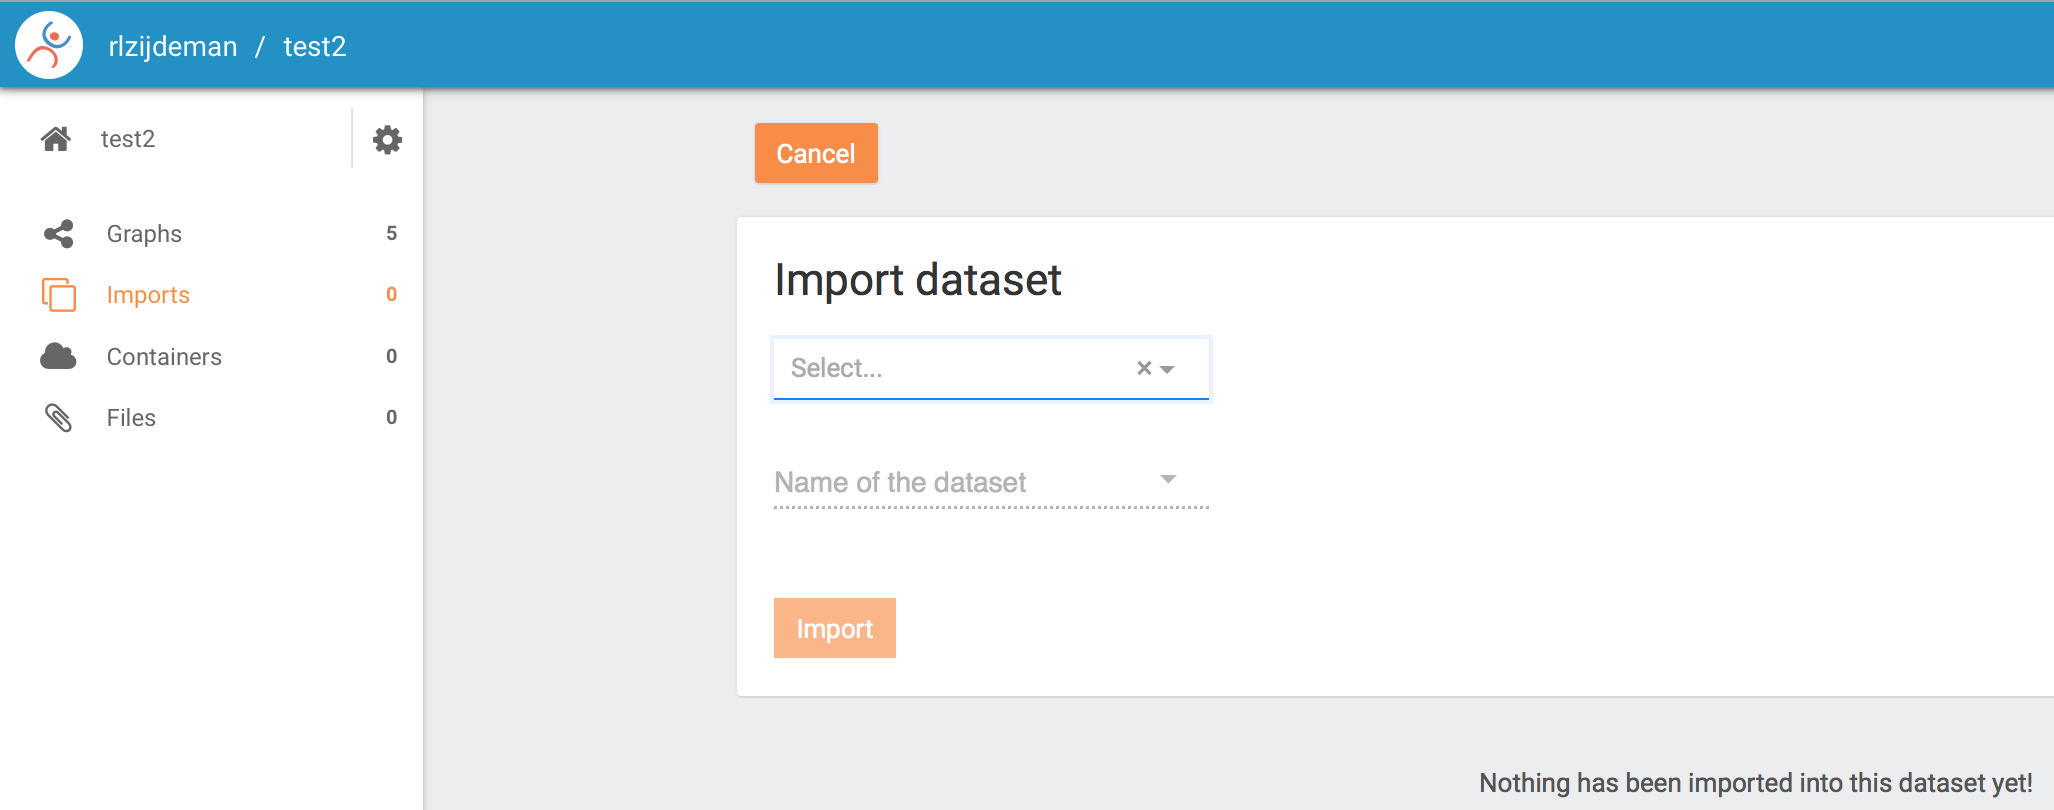 rlzijdeman / test2
test2
Graphs 5
Imports 0
Containers 0
Files 0
Cancel
Import dataset
Select...
Name of the dataset
Import
Nothing has been imported into this dataset yet!